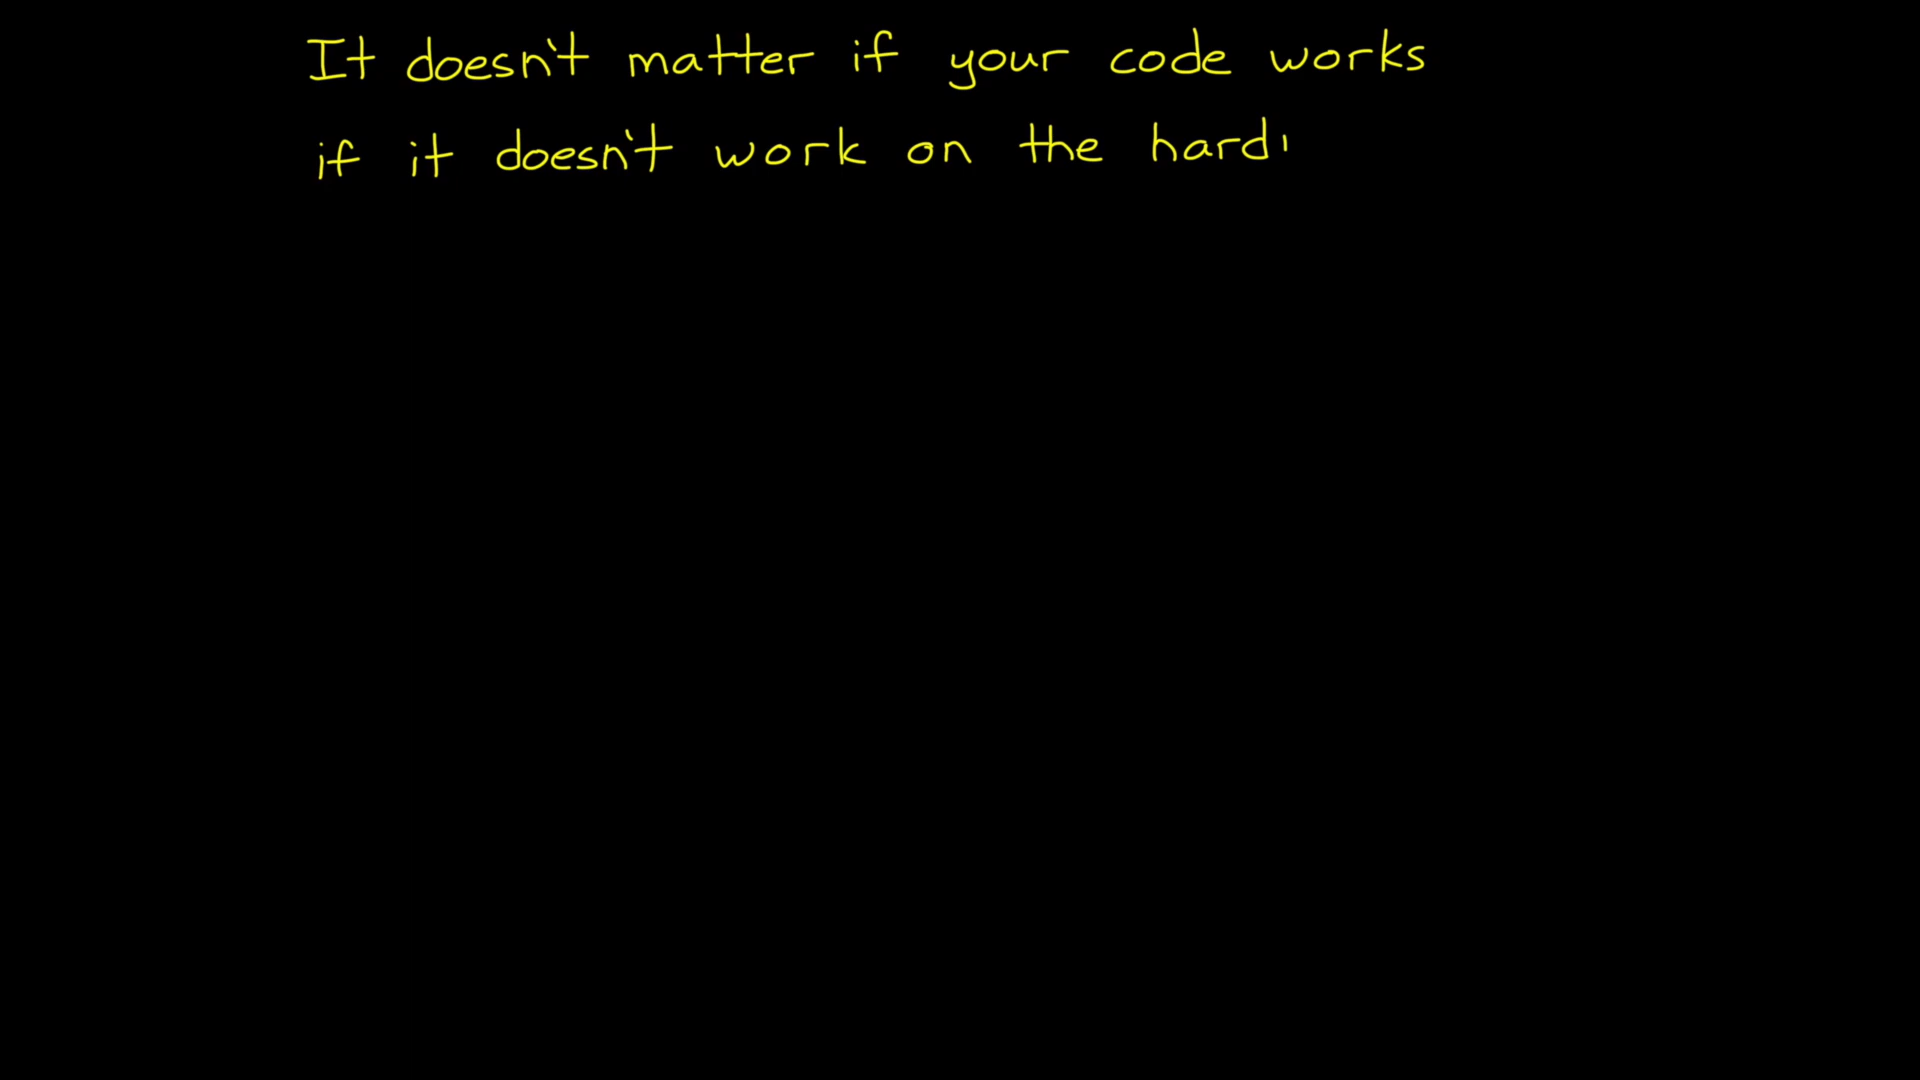 It doesn't matter if your code works
if it doesn't work on the hard